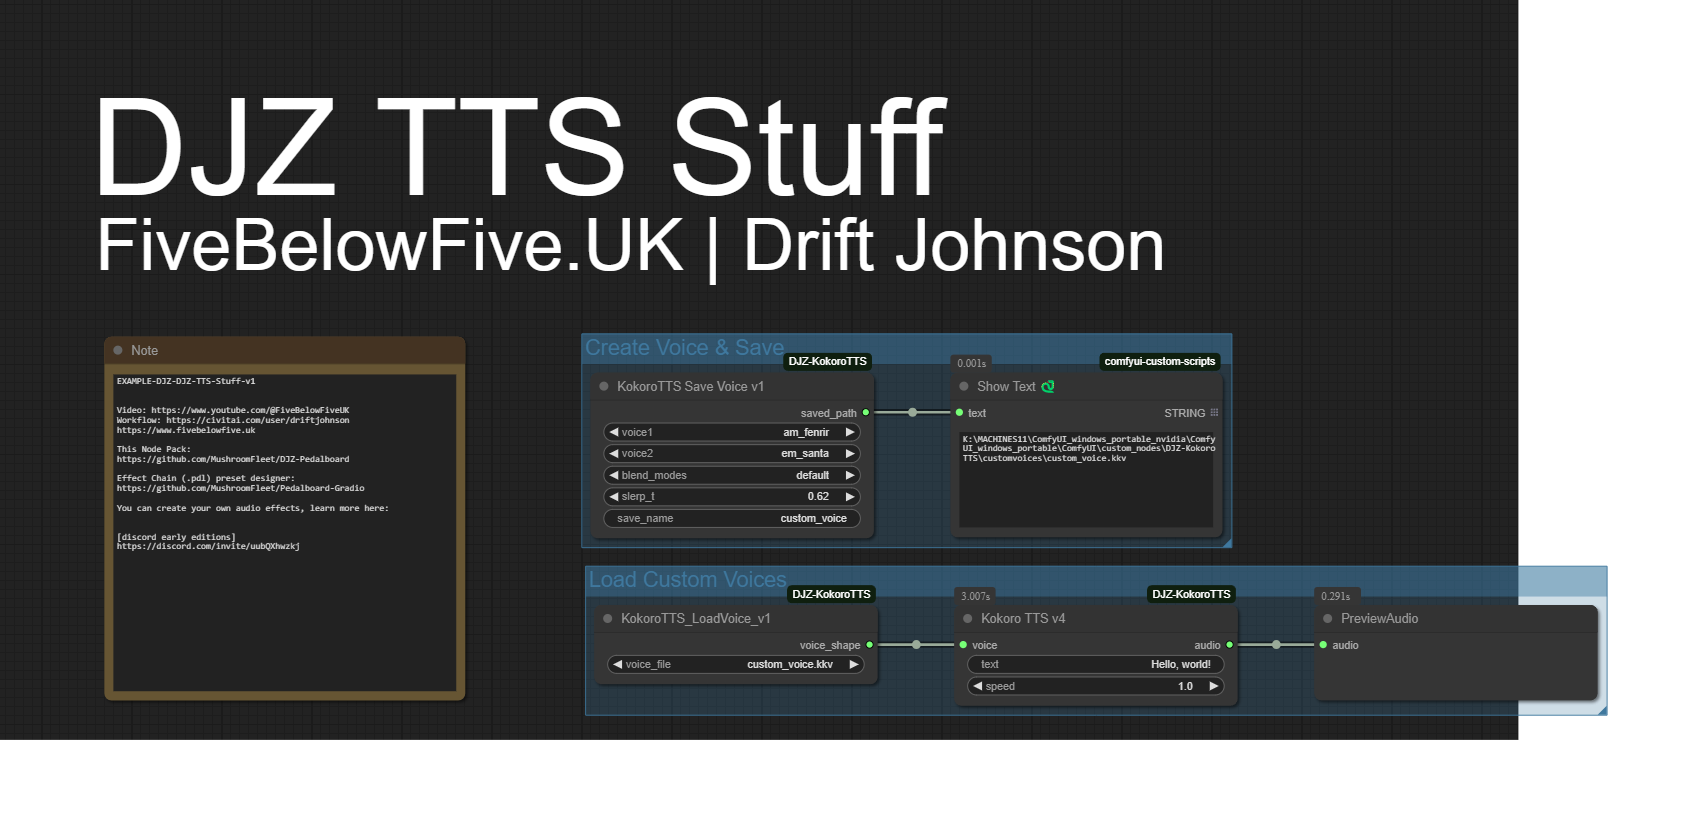 DJZ TTS Stuff
FiveBelowFive.UK | Drift Johnson
Note
EXAMPLE-DJZ-DJZ-TTS-Stuff-v1
Video: https://www.youtube.com/@FiveBelowFiveUK
Workflow: https://civitai.com/user/driftjohnson
https://www.fivebelowfive.uk
This Node Pack:
https://github.com/MushroomFleet/DJZ-Pedalboard
Effect Chain (.pdl) preset designer:
https://github.com/MushroomFleet/Pedalboard-Gradio
You can create your own audio effects, learn more here:
[discord early editions]
https://discord.com/invite/uubQXhwzkj
Create Voice & Save
DJZ-KokoroTTS
KokoroTTS Save Voice v1
saved_path
voice1 am_fenrir
voice2 em_santa
blend_modes default
slerp_t 0.62
save_name custom_voice
0.001s
comfyui-custom-scripts
Show Text
text STRING
K:\MACHINES11\ComfyUI_windows_portable_nvidia\Comfy
UI_windows_portable\ComfyUI\custom_nodes\DJZ-Kokoro
TTS\customvoices\custom_voice.kkv
Load Custom Voices
DJZ-KokoroTTS
KokoroTTS_LoadVoice_v1
voice_shape
voice_file custom_voice.kkv
3.007s
DJZ-KokoroTTS
Kokoro TTS v4
voice audio
text Hello, world!
speed 1.0
0.291s
PreviewAudio
audio